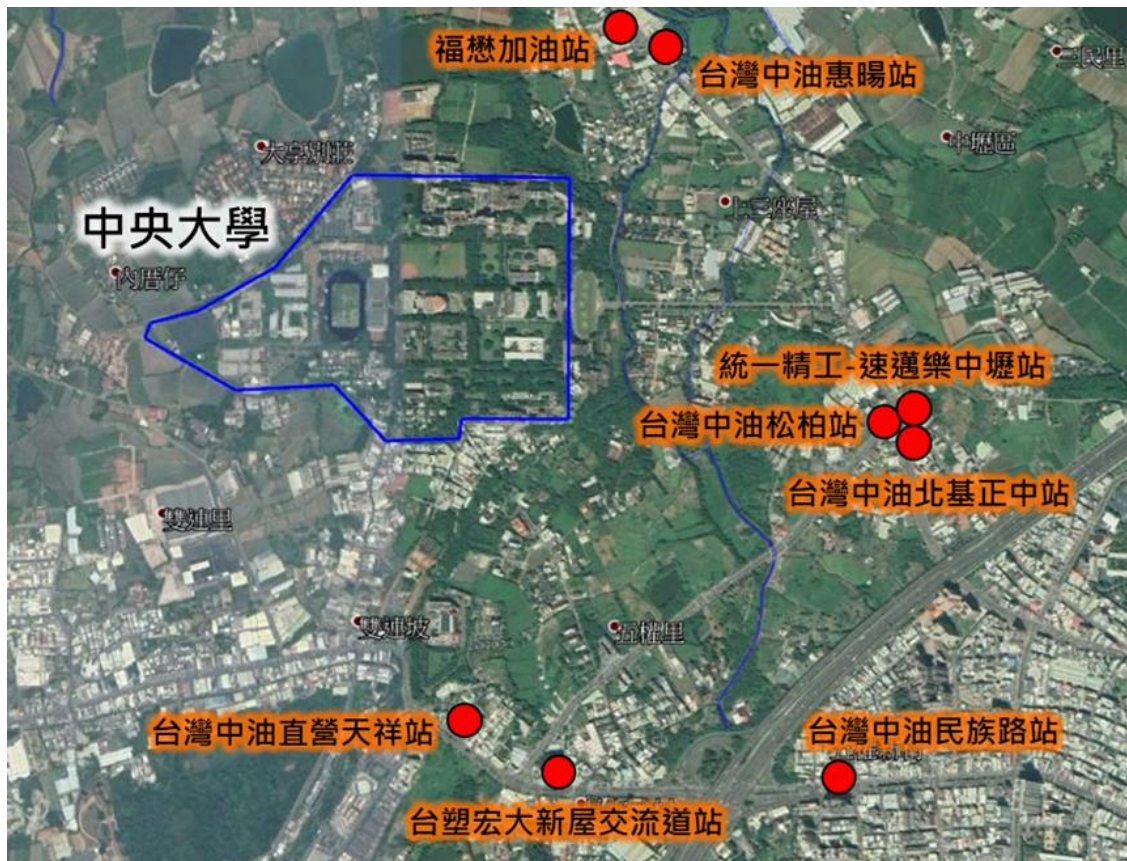 福懋加油站
台灣中油惠暘站
三民里
中壢區
大享別莊
上三座屋
中央大學
內厝仔
統一精工-速邁樂中壢站
台灣中油松柏站
台灣中油北基正中站
雙連里
雙連坡
五權里
台灣中油直營天祥站
台灣中油民族路站
台塑宏大新屋交流道站